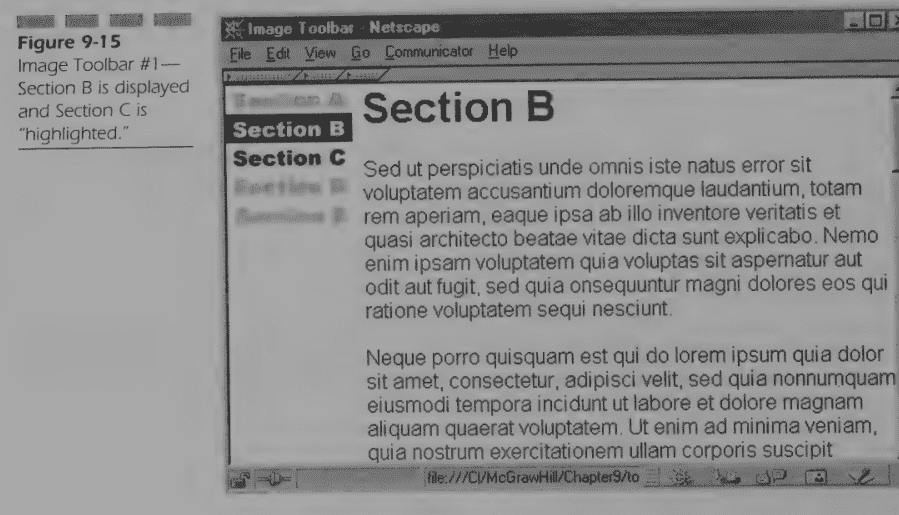 Figure 9-15
Image Toolbar #1—
Section B is displayed
and Section C is
“highlighted.”
Image Toolbar - Netscape
File Edit View Go Communicator Help
Section A
Section B
Section C
Section D
Section E
Section B
Sed ut perspiciatis unde omnis iste natus error sit
voluptatem accusantium doloremque laudantium, totam
rem aperiam, eaque ipsa ab illo inventore veritatis et
quasi architecto beatae vitae dicta sunt explicabo. Nemo
enim ipsam voluptatem quia voluptas sit aspernatur aut
odit aut fugit, sed quia onsequuntur magni dolores eos qui
ratione voluptatem sequi nesciunt.
Neque porro quisquam est qui do lorem ipsum quia dolor
sit amet, consectetur, adipisci velit, sed quia nonnumquam
eiusmodi tempora incidunt ut labore et dolore magnam
aliquam quaerat voluptatem. Ut enim ad minima veniam,
quia nostrum exercitationem ullam corporis suscipit
file:///C|/McGrawHill/Chapter9/to